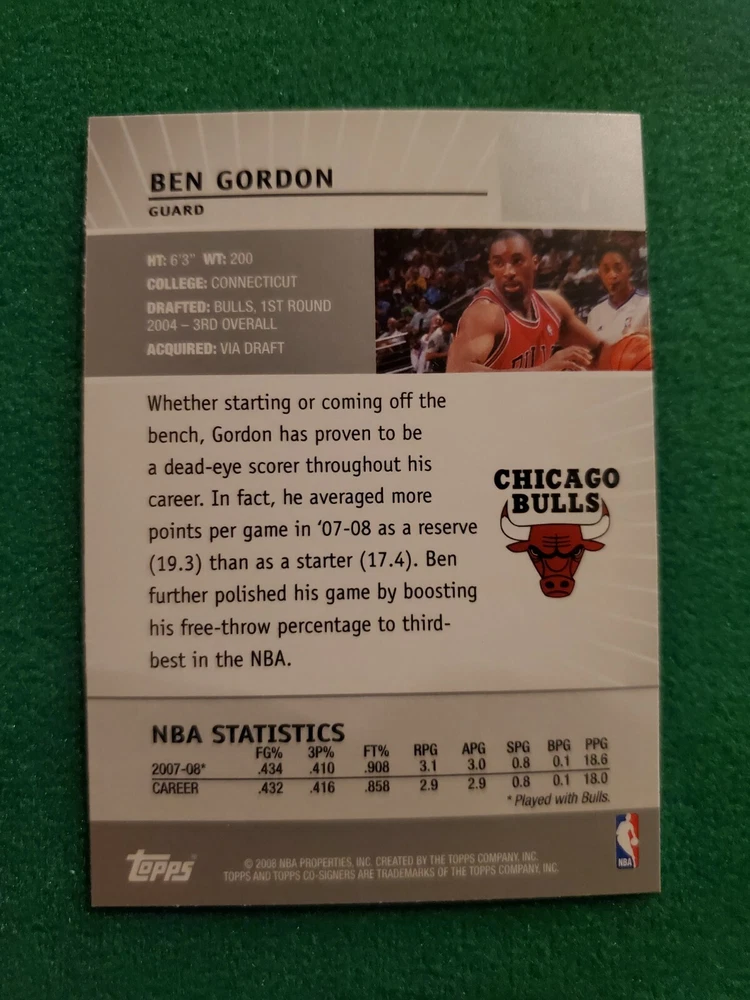 BEN GORDON
GUARD
HT: 6'3" WT: 200
COLLEGE: CONNECTICUT
DRAFTED: BULLS, 1ST ROUND
2004 – 3RD OVERALL
ACQUIRED: VIA DRAFT
BULLS
Whether starting or coming off the
bench, Gordon has proven to be
a dead-eye scorer throughout his
career. In fact, he averaged more
points per game in '07-08 as a reserve
(19.3) than as a starter (17.4). Ben
further polished his game by boosting
his free-throw percentage to third-
best in the NBA.
CHICAGO
BULLS
NBA STATISTICS
FG% 3P% FT% RPG APG SPG BPG PPG
2007-08* .434 .410 .908 3.1 3.0 0.8 0.1 18.6
CAREER .432 .416 .858 2.9 2.9 0.8 0.1 18.0
* Played with Bulls.
topps
© 2008 NBA PROPERTIES, INC. CREATED BY THE TOPPS COMPANY, INC.
TOPPS AND TOPPS CO-SIGNERS ARE TRADEMARKS OF THE TOPPS COMPANY, INC.
NBA